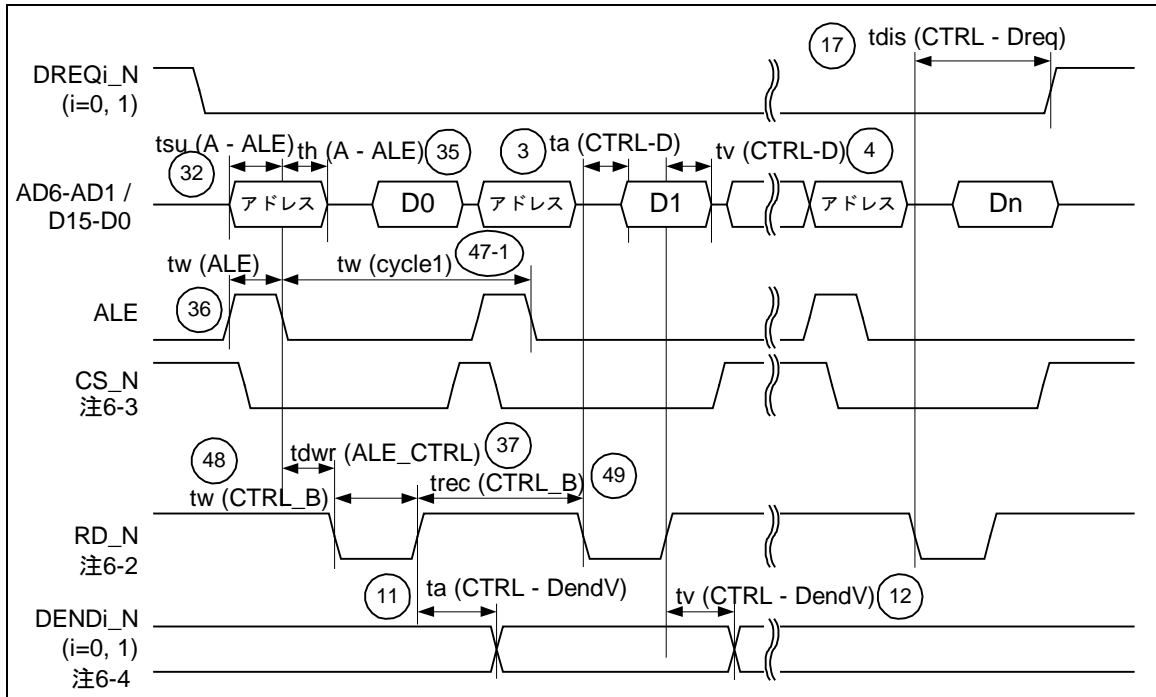 17
tdis (CTRL - Dreq)
DREQi_N
(i=0, 1)
tsu (A - ALE)
th (A - ALE)
35
3
ta (CTRL-D)
tv (CTRL-D)
4
32
AD6-AD1 /
D15-D0
アドレス
D0
アドレス
D1
アドレス
Dn
tw (ALE)
tw (cycle1)
47-1
36
ALE
CS_N
注6-3
48
tdwr (ALE_CTRL)
37
tw (CTRL_B)
trec (CTRL_B)
49
RD_N
注6-2
11
ta (CTRL - DendV)
tv (CTRL - DendV)
12
DENDi_N
(i=0, 1)
注6-4